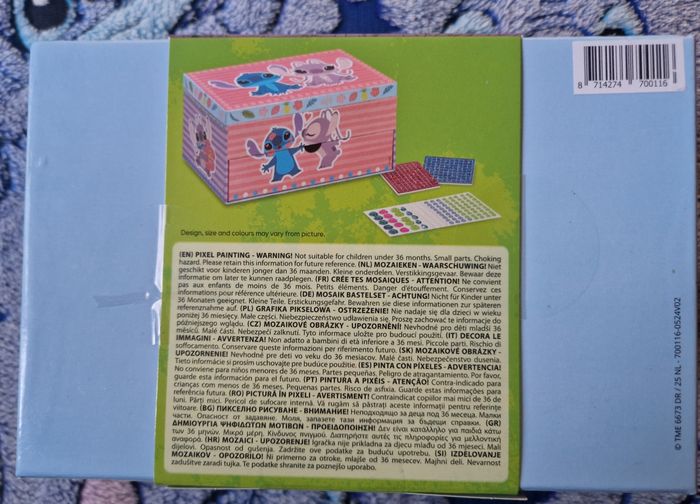 8 714274 700116
Design, size and colours may vary from picture.
(EN) PIXEL PAINTING - WARNING! Not suitable for children under 36 months. Small parts. Choking
hazard. Please retain this information for future reference. (NL) MOZAIEKEN - WAARSCHUWING! Niet
geschikt voor kinderen jonger dan 36 maanden. Kleine onderdelen. Verstikkingsgevaar. Bewaar deze
informatie om later te kunnen raadplegen. (FR) CRÉE TES MOSAIQUES - ATTENTION! Ne convient
pas aux enfants de moins de 36 mois. Petits éléments. Danger d'étouffement. Conservez ces
informations pour référence ultérieure. (DE) MOSAIK BASTELSET - ACHTUNG! Nicht für Kinder unter
36 Monaten geeignet. Kleine Teile. Erstickungsgefahr. Bewahren sie diese informationen zur späteren
referenznahme auf. (PL) GRAFIKA PIKSELOWA - OSTRZEŻENIE! Nie nadaje się dla dzieci w wieku
poniżej 36 miesięcy. Małe części. Niebezpieczeństwo udławienia się. Proszę zachować te informacje do
późniejszego wglądu. (CZ) MOZAIKOVÉ OBRÁZKY - UPOZORNĚNÍ! Nevhodné pro děti mladší 36
měsíců. Malé části. Nebezpečí zalknutí. Tyto informace uložte pro budoucí použití. (IT) DECORA LE
IMMAGINI - AVVERTENZA! Non adatto a bambini di età inferiore a 36 mesi. Piccole parti. Rischio di
soffocamento. Conservare queste informazioni per riferimento futuro. (SK) MOZAIKOVÉ OBRÁZKY -
UPOZORNENIE! Nevhodné pre deti vo veku do 36 mesiacov. Malé časti. Nebezpečenstvo dusenia.
Tieto informácie si prosím uschovajte pre budúce použitie. (ES) PINTA CON PÍXELES - ADVERTENCIA!
No conviene para niños menores de 36 meses. Partes pequeñas. Peligro de atragantamiento. Por favor,
guarde esta información para el futuro. (PT) PINTURA A PIXÉIS - ATENÇÃO! Contra-indicado para
crianças com menos de 36 meses. Pequenas partes. Risco de asfixia. Guarde estas informações para
referência futura. (RO) PICTURĂ ÎN PIXELI - AVERTISMENT! Contraindicat copiilor mai mici de 36 de
luni. Părți mici. Pericol de sufocare internă. Vă rugăm să păstrați aceste informații pentru referințe
viitoare. (BG) ПИКСЕЛНО РИСУВАНЕ - ВНИМАНИЕ! Неподходящо за деца под 36 месеца. Малки
части. Опасност от задавяне. Моля, запазете тази информация за бъдещи справки. (GR)
ΔΗΜΙΟΥΡΓΙΑ ΨΗΦΙΔΩΤΩΝ ΜΟΤΙΒΩΝ - ΠΡΟΕΙΔΟΠΟΙΗΣΗ! Δεν είναι κατάλληλο για παιδιά κάτω
των 36 μηνών. Μικρά μέρη. Κίνδυνος πνιγμού. Διατηρήστε αυτές τις πληροφορίες για μελλοντική
αναφορά. (HR) MOZAICI - UPOZORENJE! Igračka nije prikladna za djecu mlađu od 36 mjeseci. Mali
dijelovi. Opasnost od gušenja. Zadržite ove podatke za buduću upotrebu. (SI) IZDELOVANJE
MOZAIKOV - OPOZORILO! Ni primerno za otroke, mlajše od 36 mesecev. Majhni deli. Nevarnost
zaradi zadušitve zaradi tujka. Te podatke shranite za poznejšo uporabo.
© TME 6673 DR / 25 NL - 700116-0524V02